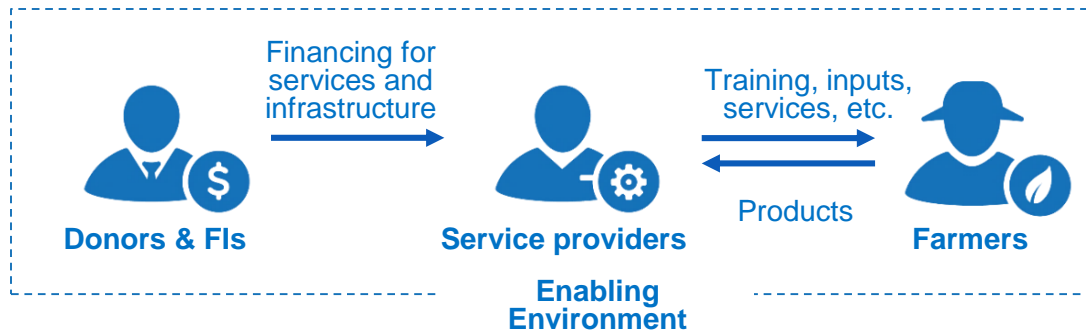 Financing for
services and
infrastructure
Training, inputs,
services, etc.
$
Products
Donors & FIs
Service providers
Farmers
Enabling
Environment